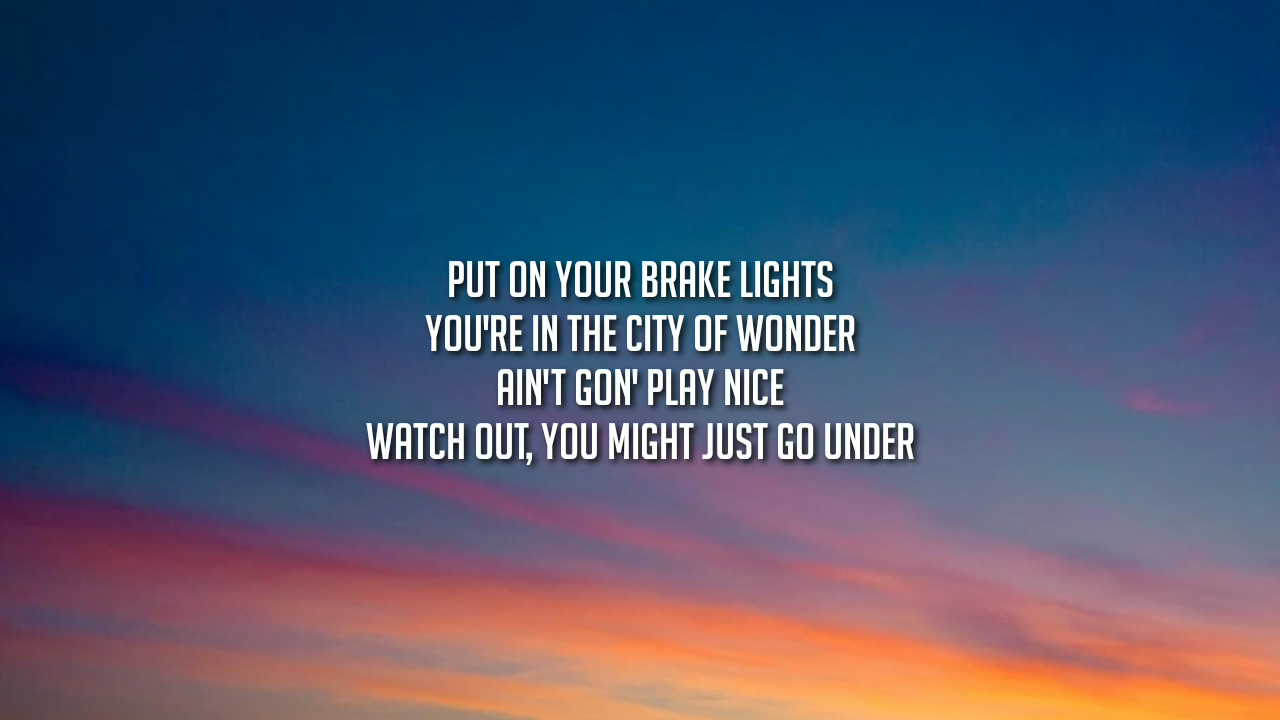 PUT ON YOUR BRAKE LIGHTS
YOU'RE IN THE CITY OF WONDER
AIN'T GON' PLAY NICE
WATCH OUT, YOU MIGHT JUST GO UNDER